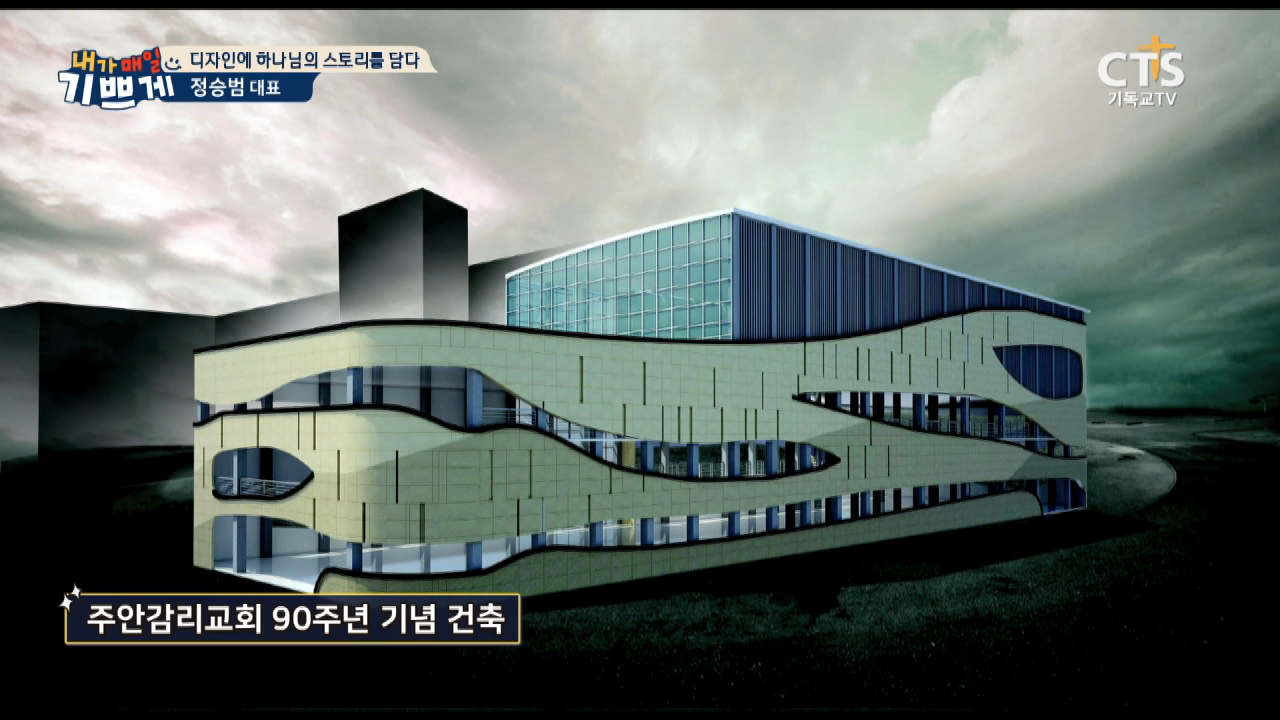 내가 매일
기쁘게
디자인에 하나님의 스토리를 담다
정승범 대표
CTS
기독교TV
주안감리교회 90주년 기념 건축